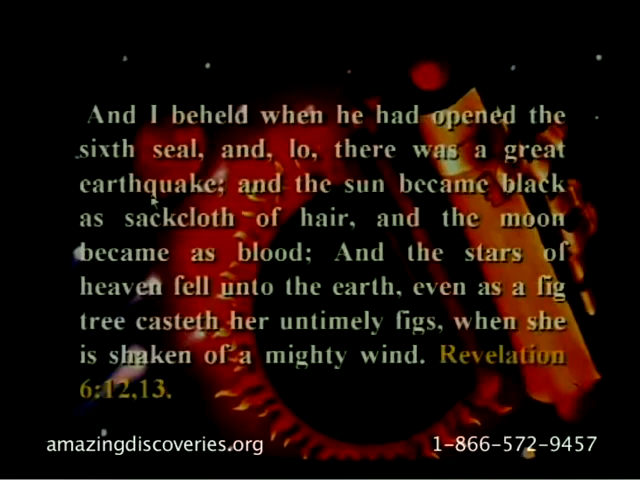 And I beheld when he had opened the
sixth seal, and, lo, there was a great
earthquake; and the sun became black
as sackcloth of hair, and the moon
became as blood; And the stars of
heaven fell unto the earth, even as a fig
tree casteth her untimely figs, when she
is shaken of a mighty wind. Revelation
6:12,13.
amazingdiscoveries.org 1-866-572-9457